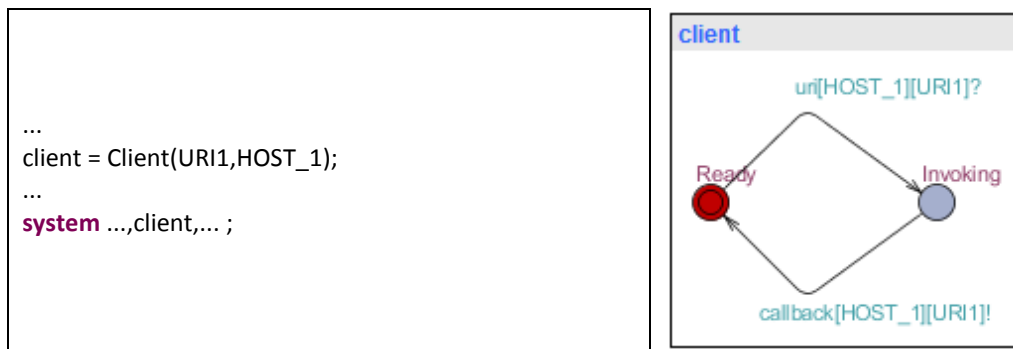 ...
client = Client(URI1,HOST_1);
...
system ...,client,... ;
client
uri[HOST_1][URI1]?
Ready
Invoking
callback[HOST_1][URI1]!